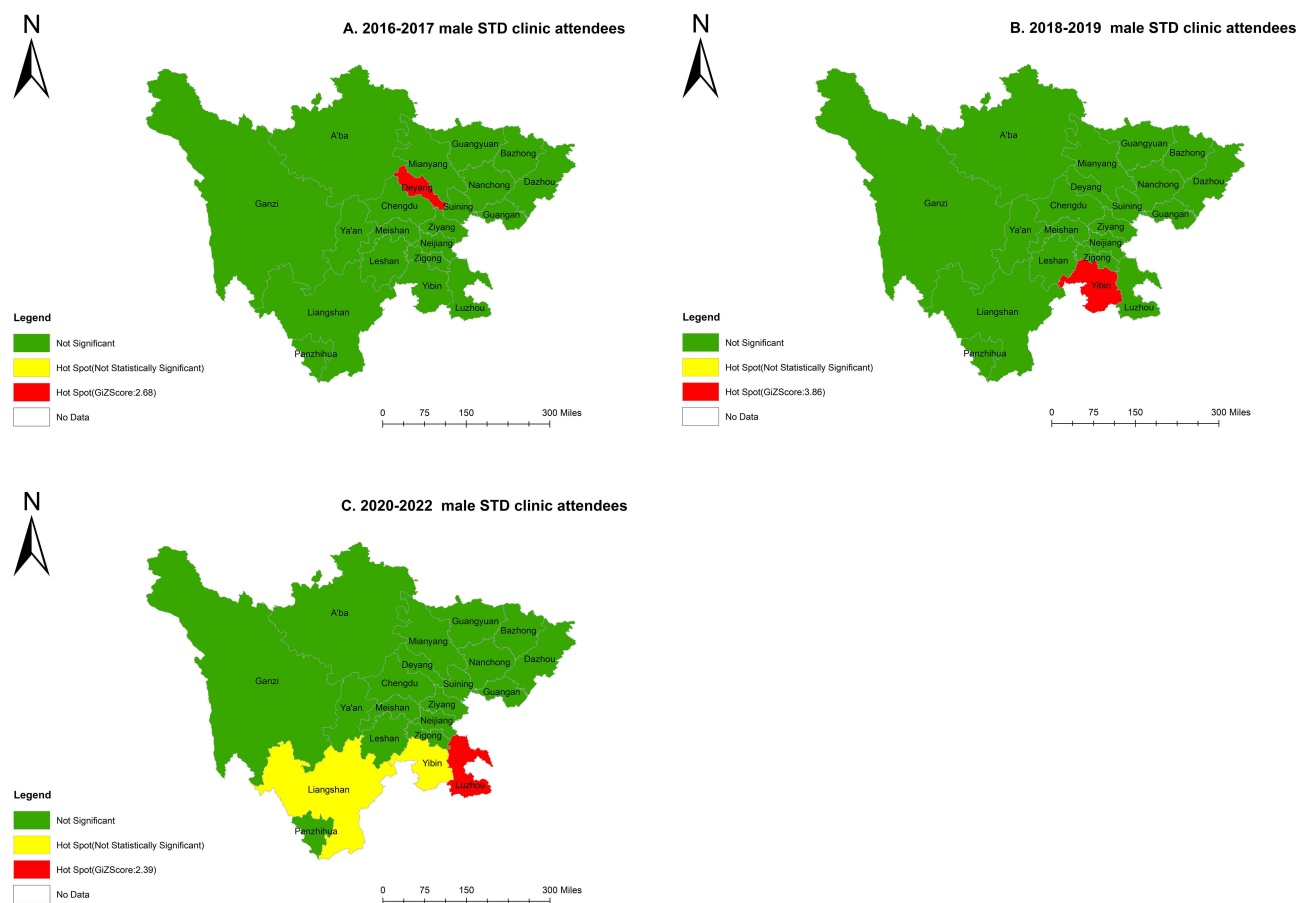 N
A. 2016-2017 male STD clinic attendees
A'ba
Guangyuan
Bazhong
Mianyang
Deyang
Nanchong
Dazhou
Ganzi
Chengdu
Suining
Guangan
Ya'an
Meishan
Ziyang
Neijiang
Leshan
Zigong
Yibin
Liangshan
Luzhou
Panzhihua
Legend
Not Significant
Hot Spot(Not Statistically Significant)
Hot Spot(GiZScore:2.68)
No Data
0 75 150 300 Miles
N
B. 2018-2019 male STD clinic attendees
A'ba
Guangyuan
Bazhong
Mianyang
Deyang
Nanchong
Dazhou
Ganzi
Chengdu
Suining
Guangan
Ya'an
Meishan
Ziyang
Neijiang
Leshan
Zigong
Yibin
Liangshan
Luzhou
Panzhihua
Legend
Not Significant
Hot Spot(Not Statistically Significant)
Hot Spot(GiZScore:3.86)
No Data
0 75 150 300 Miles
N
C. 2020-2022 male STD clinic attendees
A'ba
Guangyuan
Bazhong
Mianyang
Deyang
Nanchong
Dazhou
Ganzi
Chengdu
Suining
Guangan
Ya'an
Meishan
Ziyang
Neijiang
Leshan
Zigong
Yibin
Liangshan
Luzhou
Panzhihua
Legend
Not Significant
Hot Spot(Not Statistically Significant)
Hot Spot(GiZScore:2.39)
No Data
0 75 150 300 Miles